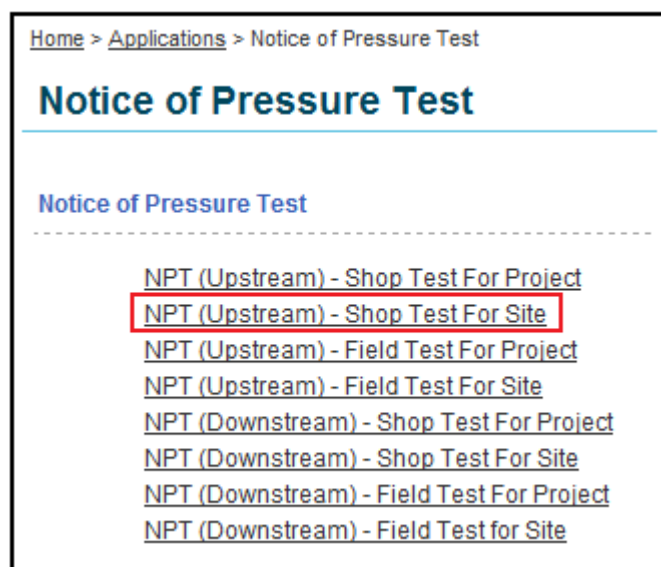 Home > Applications > Notice of Pressure Test
Notice of Pressure Test
Notice of Pressure Test
NPT (Upstream) - Shop Test For Project
NPT (Upstream) - Shop Test For Site
NPT (Upstream) - Field Test For Project
NPT (Upstream) - Field Test For Site
NPT (Downstream) - Shop Test For Project
NPT (Downstream) - Shop Test For Site
NPT (Downstream) - Field Test For Project
NPT (Downstream) - Field Test for Site